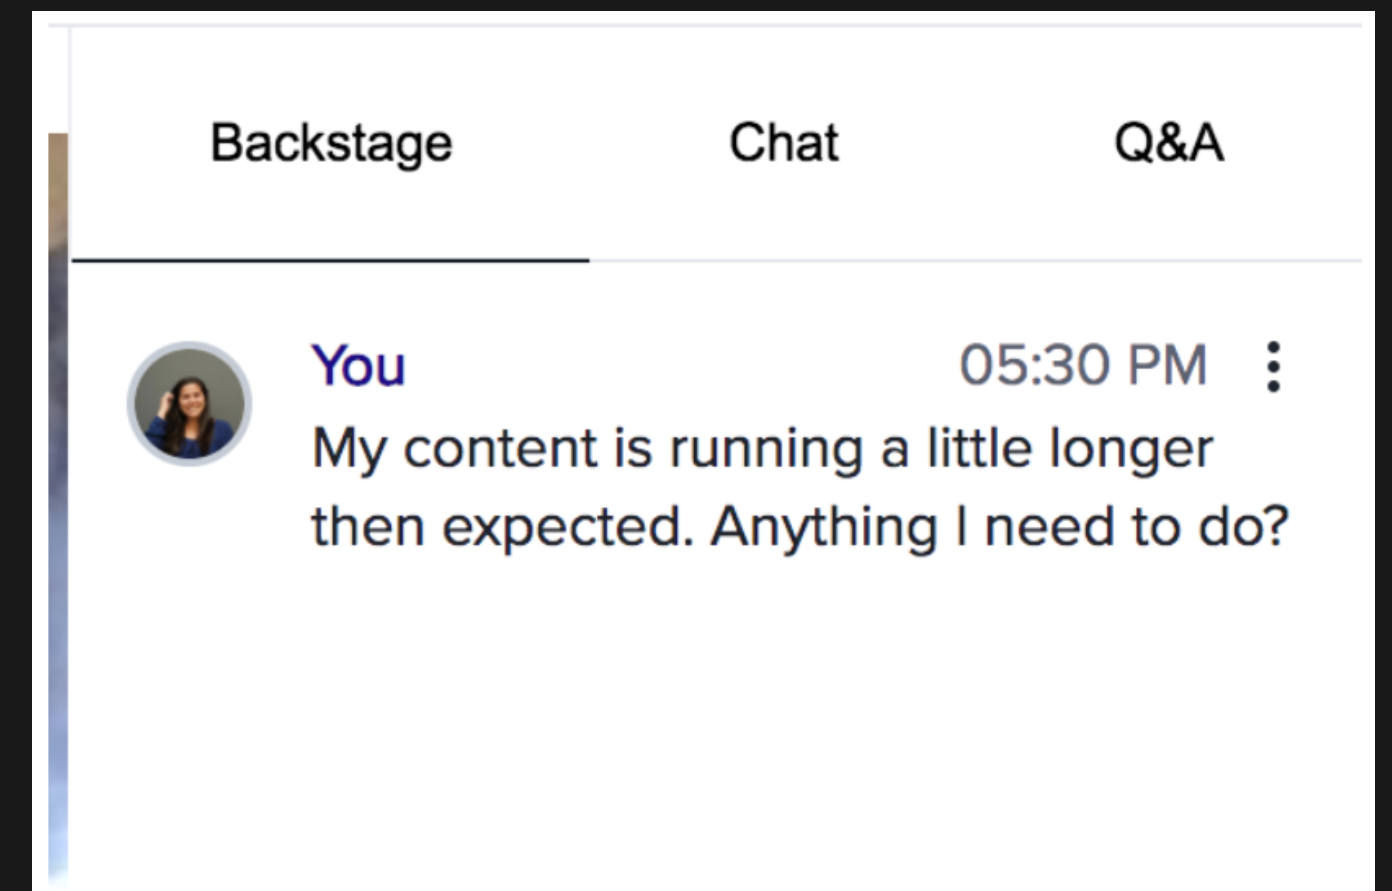 Backstage Chat Q&A
You 05:30 PM
My content is running a little longer
then expected. Anything I need to do?